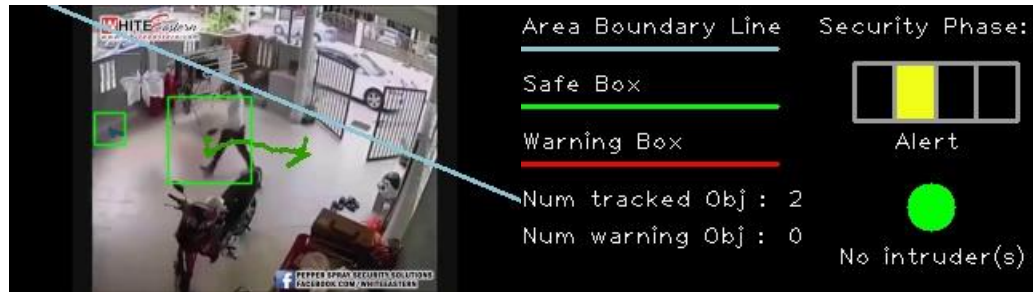 WHITEEastern
Area Boundary Line
Safe Box
Warning Box
Num tracked Obj : 2
Num warning Obj : 0
Security Phase:
Alert
No intruder(s)
PEPPER SPRAY SECURITY SOLUTIONS
FACEBOOK.COM/WHITEEASTERN